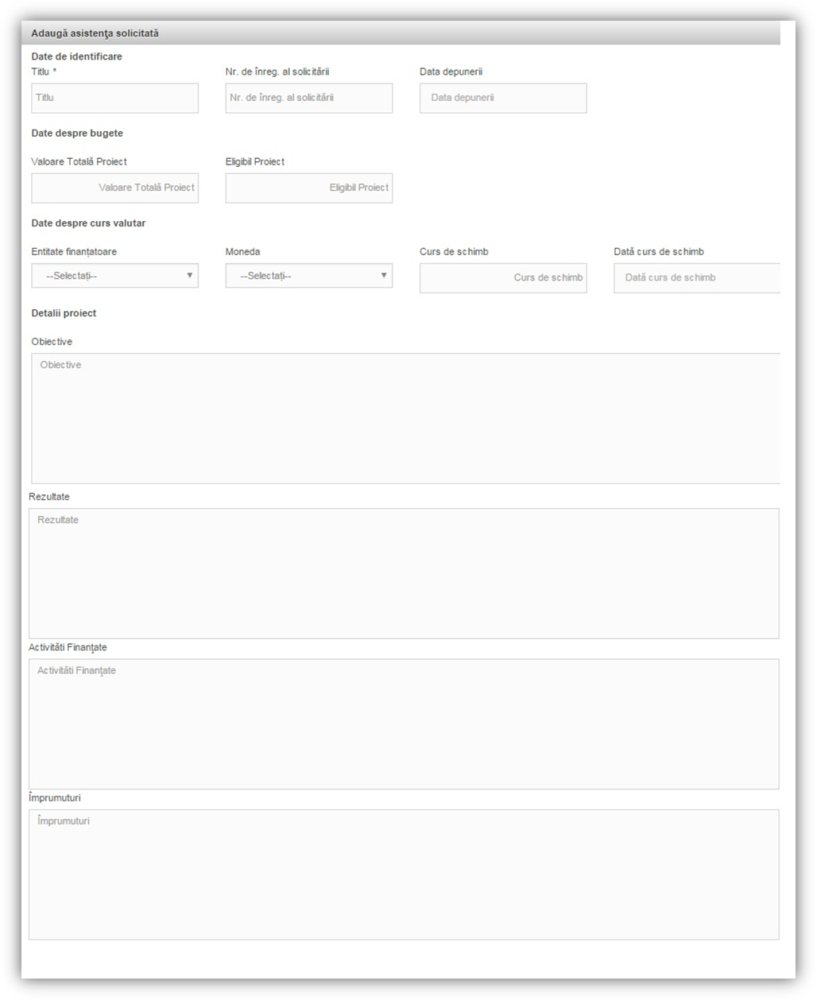 Adaugă asistenţa solicitată
Date de identificare
Titlu * Nr. de înreg. al solicitării Data depunerii
Titlu Nr. de înreg. al solicitării Data depunerii
Date despre bugete
Valoare Totală Proiect Eligibil Proiect
Valoare Totală Proiect Eligibil Proiect
Date despre curs valutar
Entitate finanțatoare Moneda Curs de schimb Dată curs de schimb
--Selectați-- --Selectați-- Curs de schimb Dată curs de schimb
Detalii proiect
Obiective
Obiective
Rezultate
Rezultate
Activităti Finanţate
Activităti Finanţate
Împrumuturi
Împrumuturi